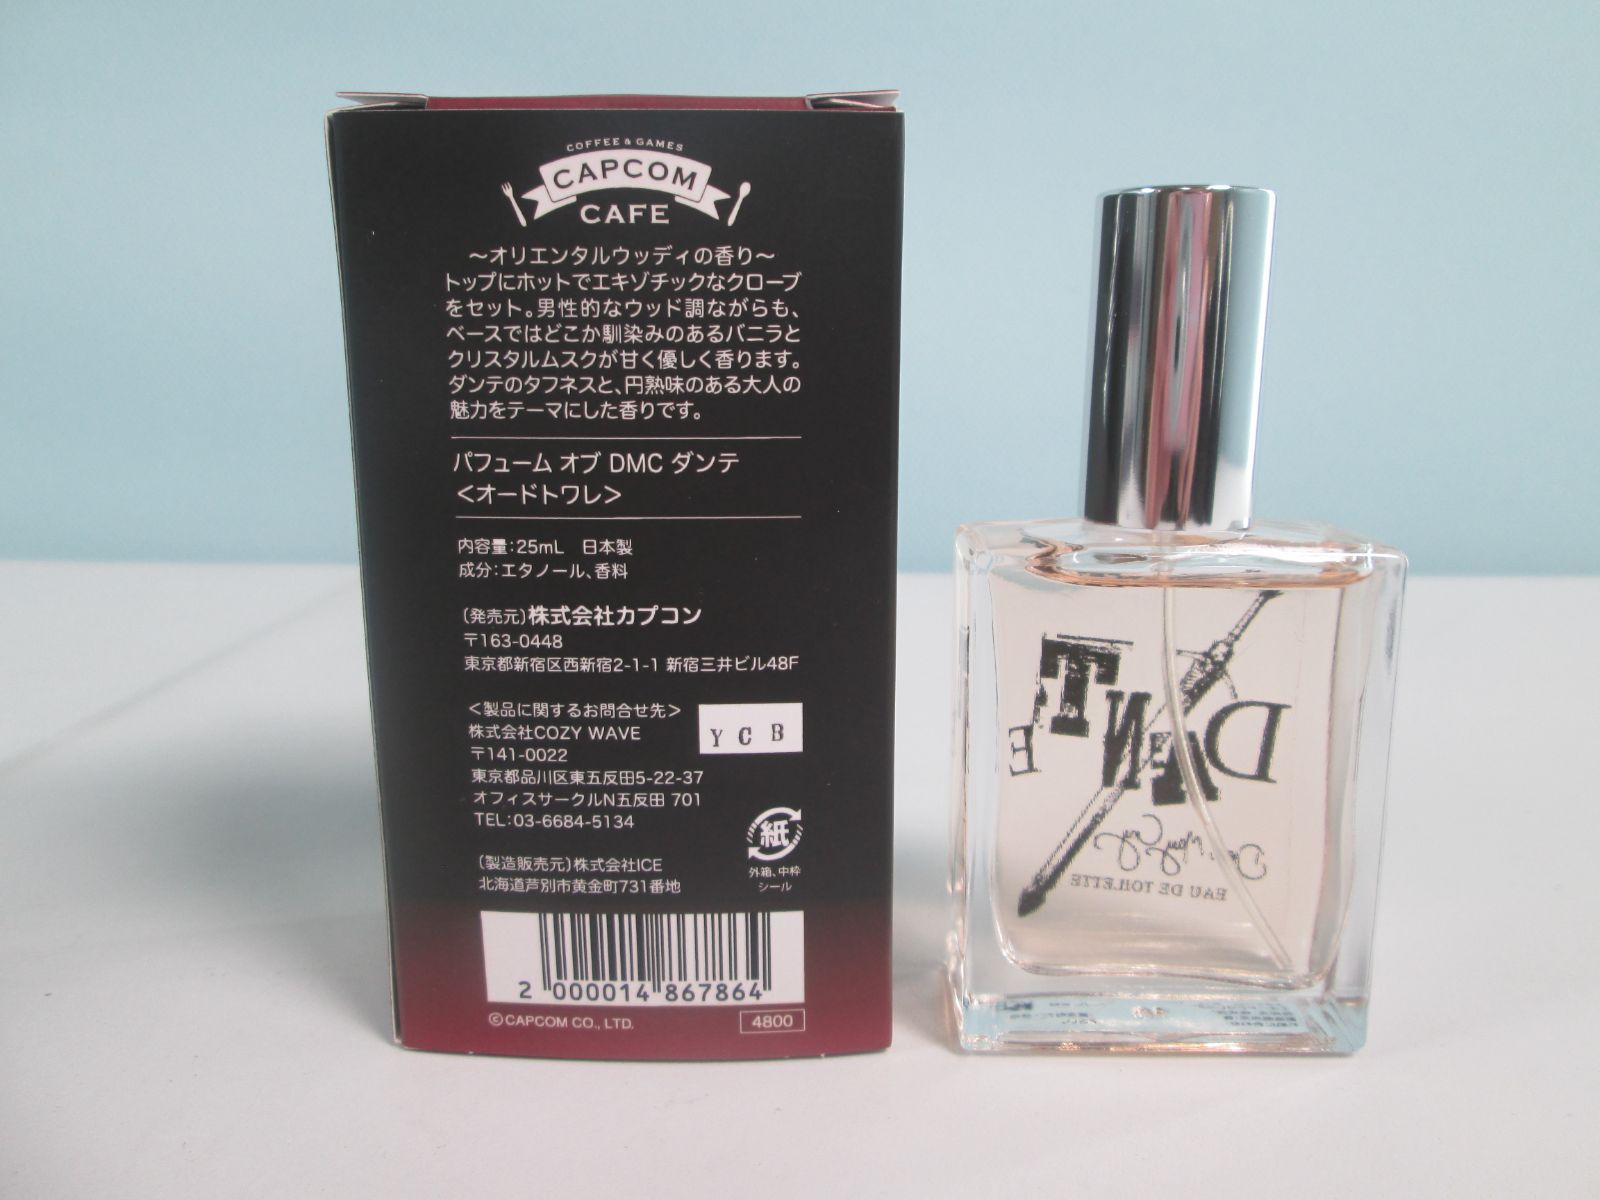 COFFEE & GAMES
CAPCOM
CAFE
～オリエンタルウッディの香り～
トップにホットでエキゾチックなクローブ
をセット。男性的なウッド調ながらも、
ベースではどこか馴染みのあるバニラと
クリスタルムスクが甘く優しく香ります。
ダンテのタフネスと、円熟味のある大人の
魅力をテーマにした香りです。
パフューム オブ DMC ダンテ
＜オードトワレ＞
内容量：25mL　日本製
成分：エタノール、香料
〔発売元〕株式会社カプコン
〒163-0448
東京都新宿区西新宿2-1-1 新宿三井ビル48F
＜製品に関するお問合せ先＞
株式会社COZY WAVE
〒141-0022
東京都品川区東五反田5-22-37
オフィスサークルN五反田 701
TEL：03-6684-5134
YCB
〔製造販売元〕株式会社ICE
北海道芦別市黄金町731番地
紙
外箱、中枠
シール
2 000014 867864
©CAPCOM CO., LTD.
4800
DANTE
EAU DE TOILETTE